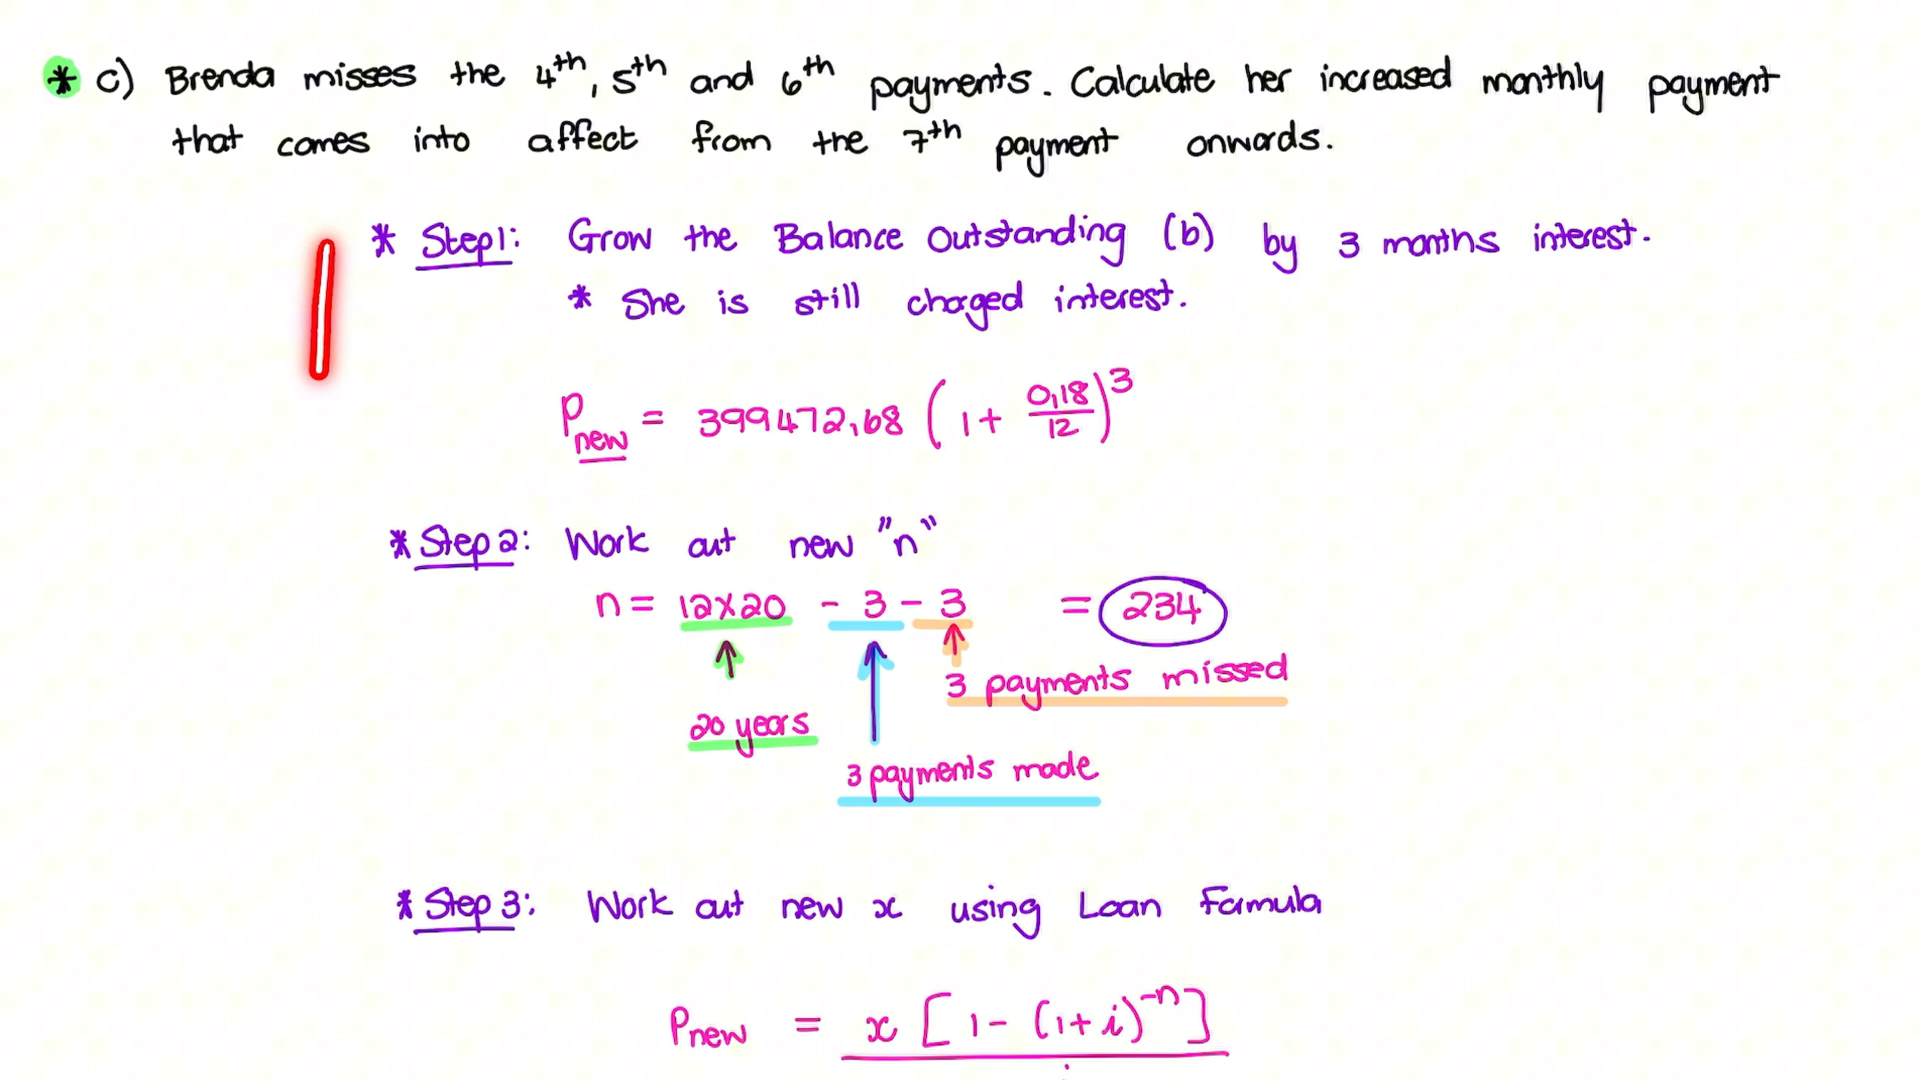 * c) Brenda misses the 4th, 5th and 6th payments. Calculate her increased monthly payment
that comes into affect from the 7th payment onwards.
* Step1: Grow the Balance Outstanding (b) by 3 months interest.
* She is still charged interest.
Pnew = 399472,68 (1 + 0,18/12)^3
* Step 2: Work out new "n"
n = 12x20 - 3 - 3 = 234
3 payments missed
20 years
3 payments made
* Step 3: Work out new x using Loan Formula
Pnew = x [1 - (1 + i)^-n]